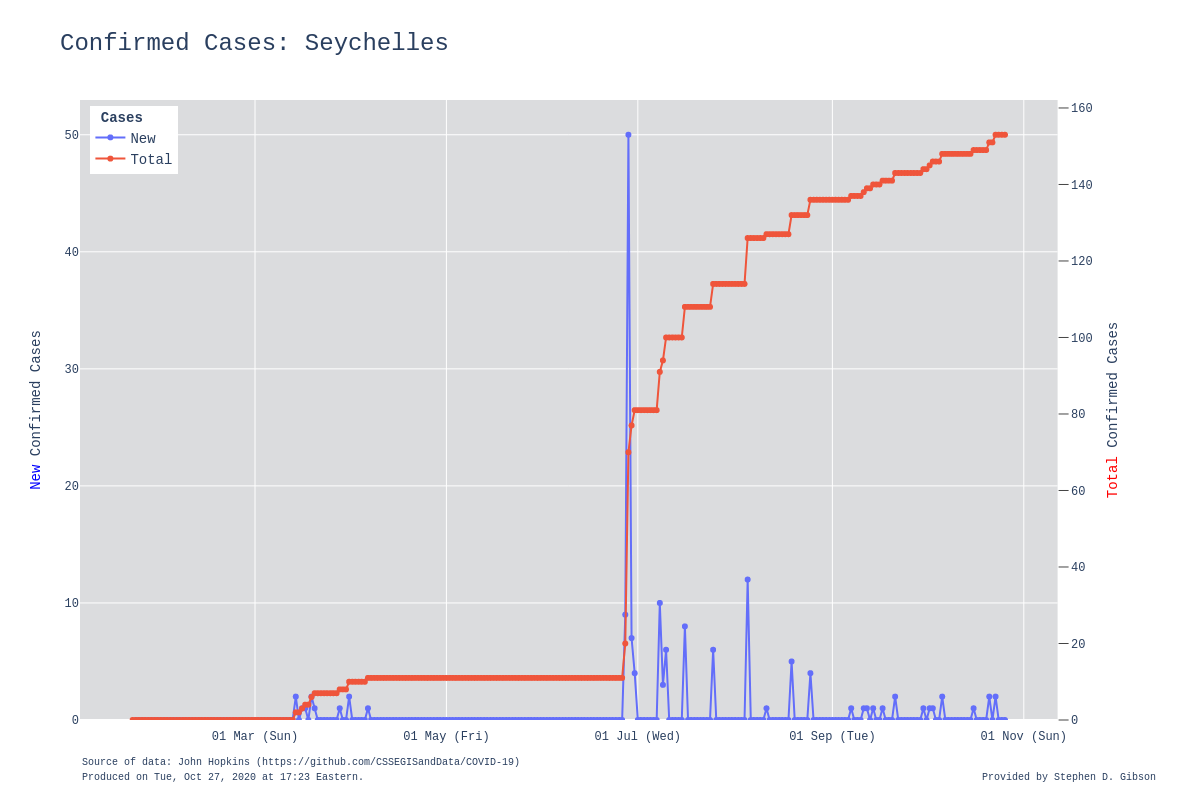 Confirmed Cases: Seychelles
Cases
New
Total
50
40
30
20
10
0
160
140
120
100
80
60
40
20
0
New Confirmed Cases
Total Confirmed Cases
01 Mar (Sun)
01 May (Fri)
01 Jul (Wed)
01 Sep (Tue)
01 Nov (Sun)
Source of data: John Hopkins (https://github.com/CSSEGISandData/COVID-19)
Produced on Tue, Oct 27, 2020 at 17:23 Eastern.
Provided by Stephen D. Gibson